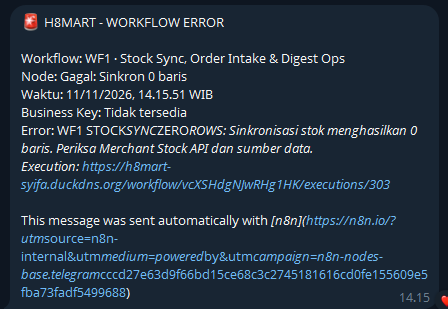 🚨 H8MART - WORKFLOW ERROR
Workflow: WF1 · Stock Sync, Order Intake & Digest Ops
Node: Gagal: Sinkron 0 baris
Waktu: 11/11/2026, 14.15.51 WIB
Business Key: Tidak tersedia
Error: WF1 STOCKSYNCZEROROWS: Sinkronisasi stok menghasilkan 0
baris. Periksa Merchant Stock API dan sumber data.
Execution: https://h8mart-
syifa.duckdns.org/workflow/vcXSHdgNJwRHg1HK/executions/303
This message was sent automatically with [n8n](https://n8n.io/?
utmsource=n8n-
internal&utmmedium=poweredby&utmcampaign=n8n-nodes-
base.telegramcccd27e63d9f66bd15ce68c3c2745181616cd0fe155609e5
fba73fadf5499688)
14.15